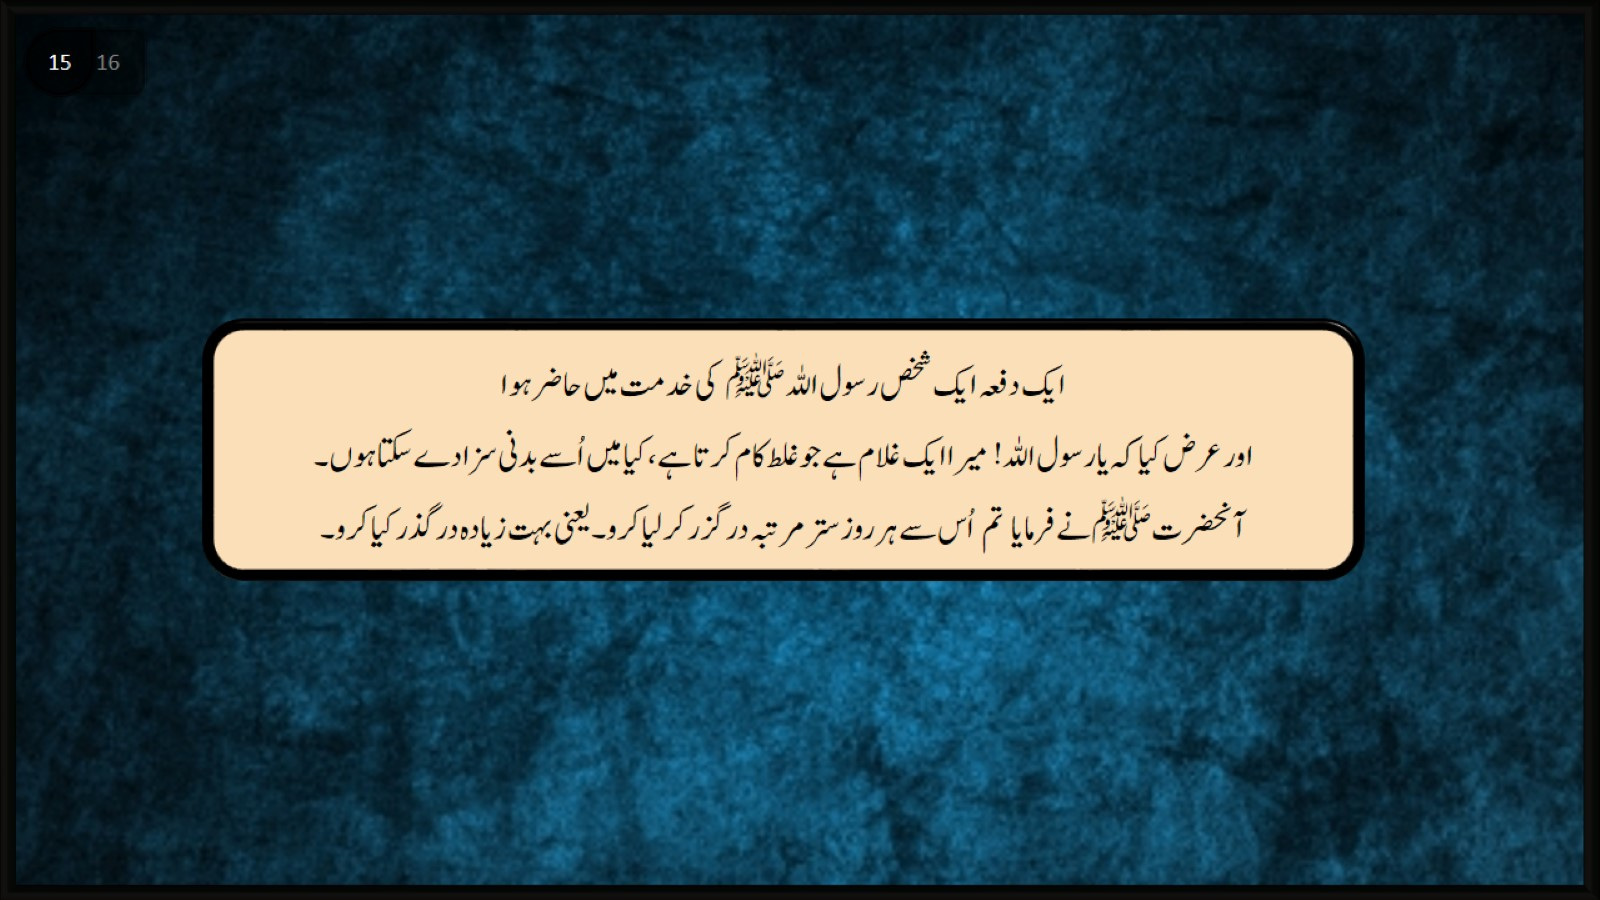 15 16
ایک دفعہ ایک شخص رسول اللہ ﷺ کی خدمت میں حاضر ہوا
اور عرض کیا کہ یارسول اللہ! میرا ایک غلام ہے جو غلط کام کرتا ہے، کیا میں اُسے بدنی سزا دے سکتا ہوں۔
آنحضرت ﷺ نے فرمایا تم اُس سے ہر روز ستر مرتبہ درگزر کر لیا کرو۔ یعنی بہت زیادہ درگذر کیا کرو۔